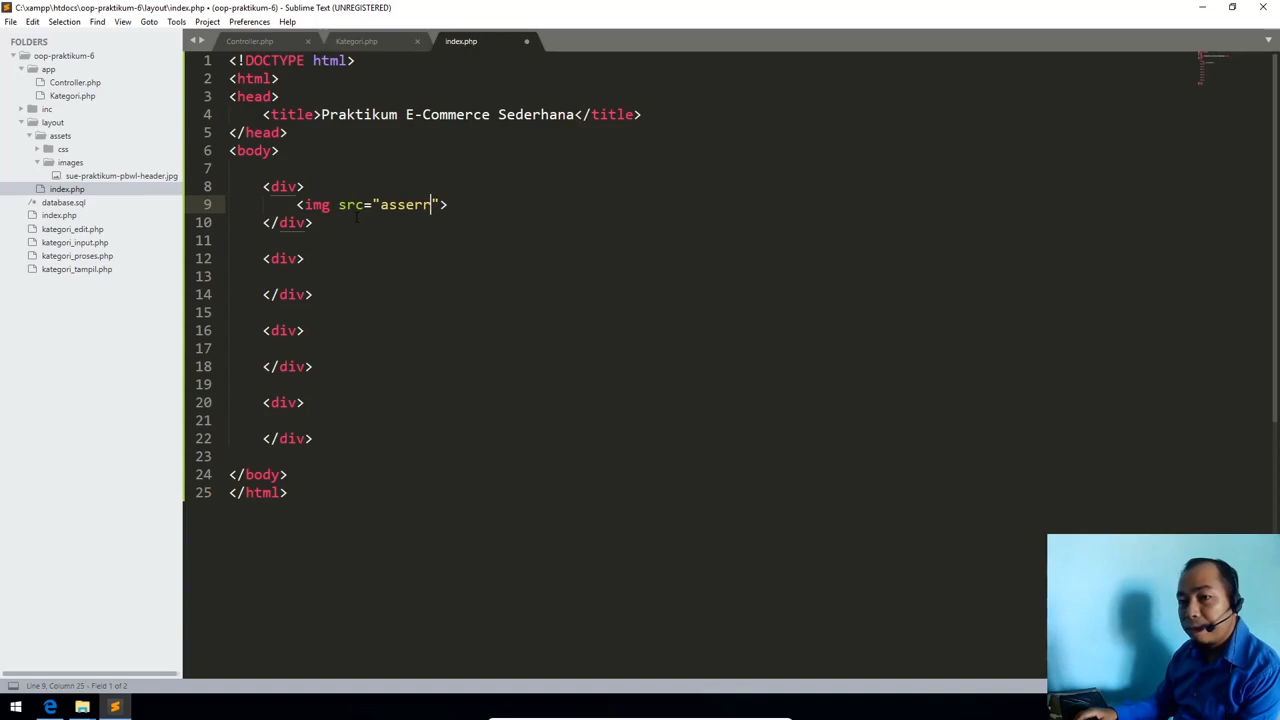 C:\xampp\htdocs\oop-praktikum-6\layout\index.php • (oop-praktikum-6) - Sublime Text (UNREGISTERED)
File Edit Selection Find View Goto Tools Project Preferences Help
FOLDERS
oop-praktikum-6
app
Controller.php
Kategori.php
inc
layout
assets
css
images
sue-praktikum-pbwl-header.jpg
index.php
database.sql
index.php
kategori_edit.php
kategori_input.php
kategori_proses.php
kategori_tampil.php
Controller.php × Kategori.php × index.php
1 <!DOCTYPE html>
2 <html>
3 <head>
4 <title>Praktikum E-Commerce Sederhana</title>
5 </head>
6 <body>
7
8 <div>
9 <img src="asserr">
10 </div>
11
12 <div>
13
14 </div>
15
16 <div>
17
18 </div>
19
20 <div>
21
22 </div>
23
24 </body>
25 </html>
Line 9, Column 25 - Field 1 of 2